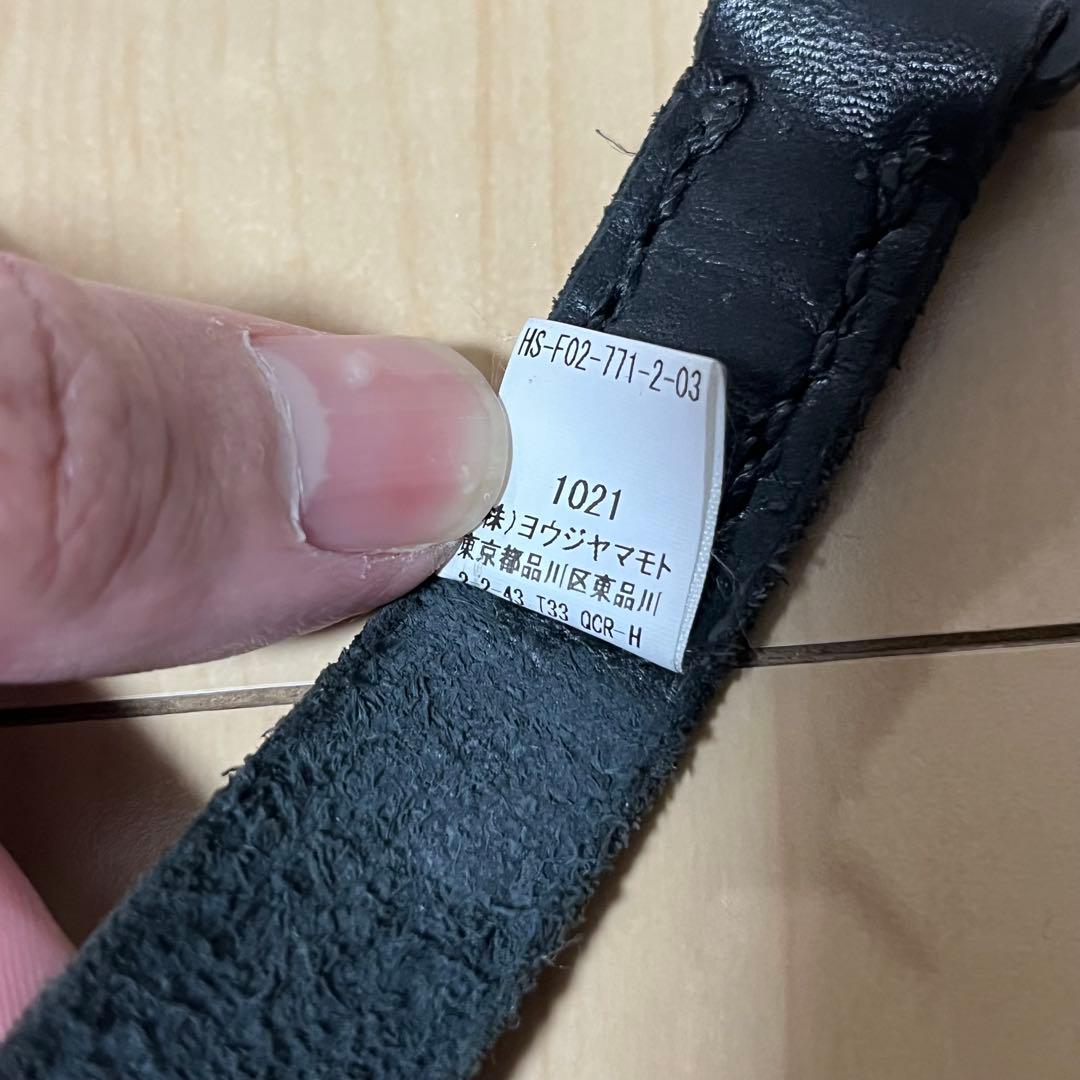 HS-F02-771-2-03
1021
株)ヨウジヤマモト
東京都品川区東品川
2-2-43 T33 QCR-H